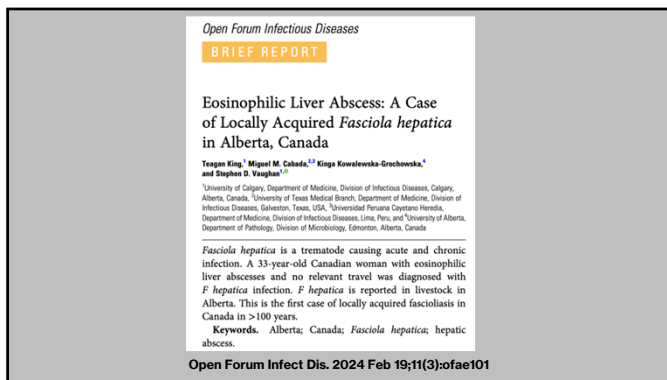 Open Forum Infectious Diseases
BRIEF REPORT
Eosinophilic Liver Abscess: A Case
of Locally Acquired Fasciola hepatica
in Alberta, Canada
Teagan King,1 Miguel M. Cabada,2,3 Kinga Kowalewska-Grochowska,4
and Stephen D. Vaughan1,
1University of Calgary, Department of Medicine, Division of Infectious Diseases, Calgary,
Alberta, Canada, 2University of Texas Medical Branch, Department of Medicine, Division of
Infectious Diseases, Galveston, Texas, USA, 3Universidad Peruana Cayetano Heredia,
Department of Medicine, Division of Infectious Diseases, Lima, Peru, and 4University of Alberta,
Department of Pathology, Division of Microbiology, Edmonton, Alberta, Canada
Fasciola hepatica is a trematode causing acute and chronic
infection. A 33-year-old Canadian woman with eosinophilic
liver abscesses and no relevant travel was diagnosed with
F hepatica infection. F hepatica is reported in livestock in
Alberta. This is the first case of locally acquired fascioliasis in
Canada in >100 years.
Keywords. Alberta; Canada; Fasciola hepatica; hepatic
abscess.
Open Forum Infect Dis. 2024 Feb 19;11(3):ofae101